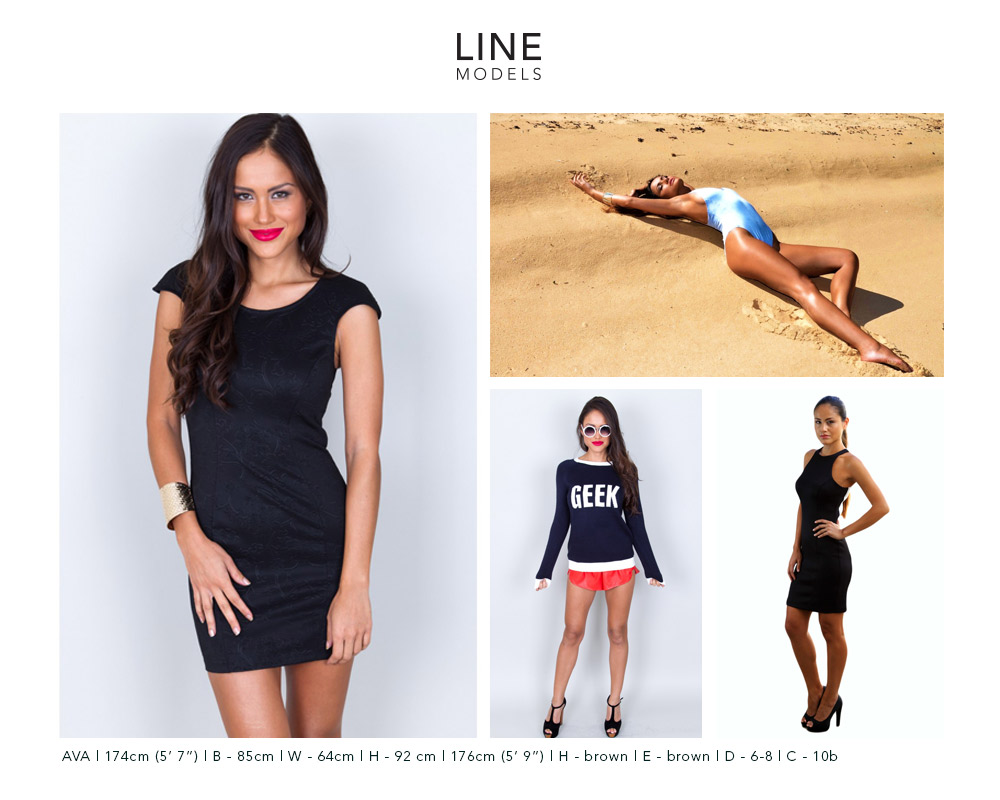 LINE
MODELS
GEEK
AVA | 174cm (5’ 7”) | B - 85cm | W - 64cm | H - 92 cm | 176cm (5’ 9”) | H - brown | E - brown | D - 6-8 | C - 10b